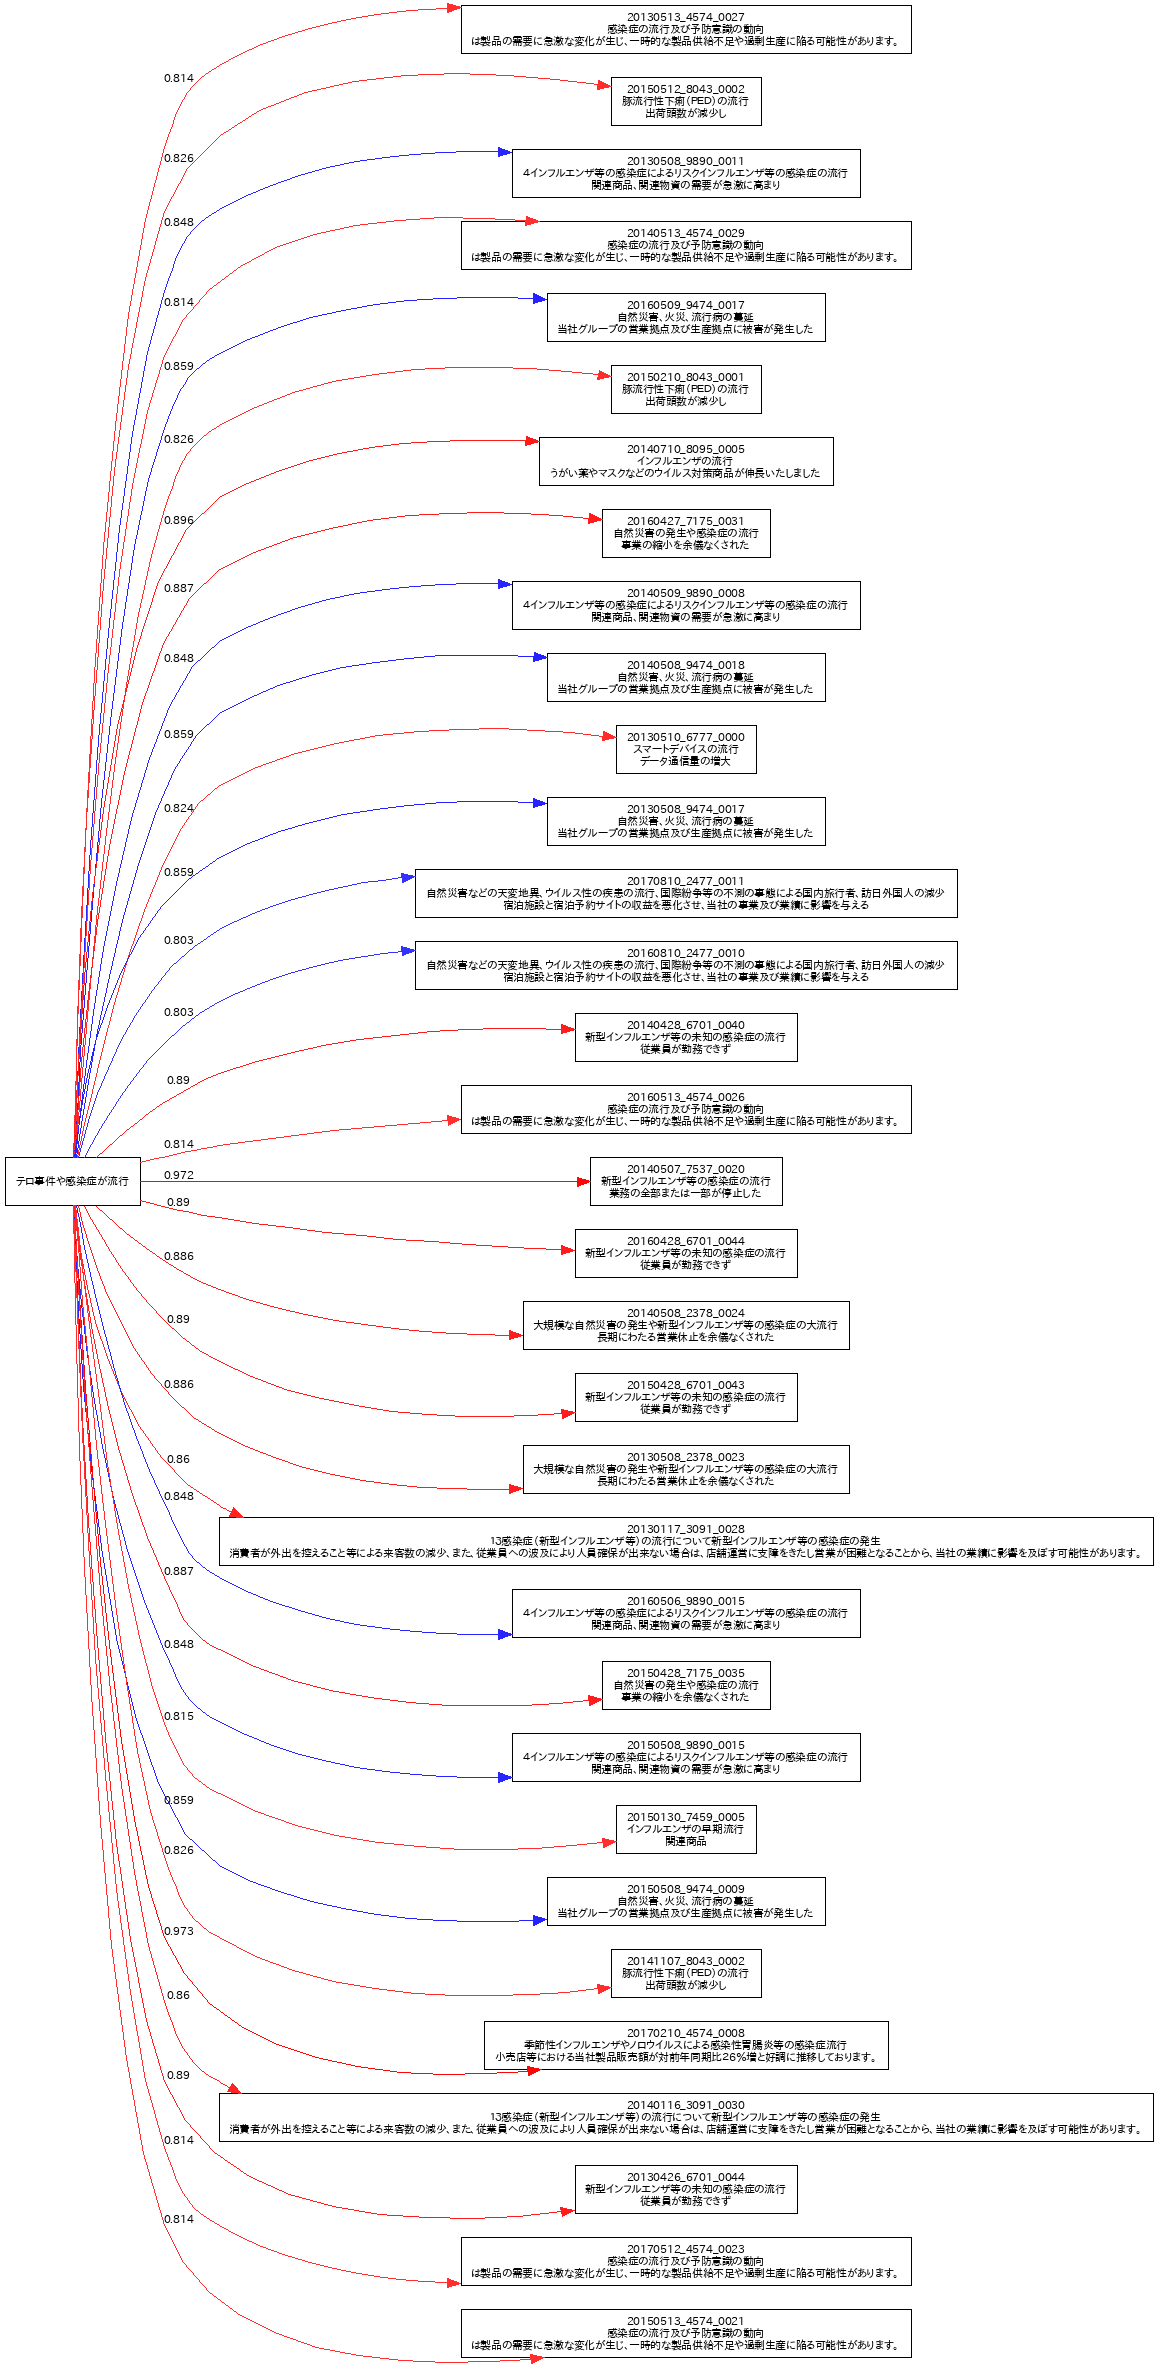 20130513_4574_0027
感染症の流行及び予防意識の動向
は製品の需要に急激な変化が生じ、一時的な製品供給不足や過剰生産に陥る可能性があります。
0.814
20150512_8043_0002
豚流行性下痢(PED)の流行
出荷頭数が減少し
0.826
20130508_9890_0011
4インフルエンザ等の感染症によるリスクインフルエンザ等の感染症の流行
関連商品、関連物資の需要が急激に高まり
0.848
20140513_4574_0029
感染症の流行及び予防意識の動向
は製品の需要に急激な変化が生じ、一時的な製品供給不足や過剰生産に陥る可能性があります。
0.814
20160509_9474_0017
自然災害、火災、流行病の蔓延
当社グループの営業拠点及び生産拠点に被害が発生した
0.859
20150210_8043_0001
豚流行性下痢(PED)の流行
出荷頭数が減少し
0.826
20140710_8095_0005
インフルエンザの流行
うがい薬やマスクなどのウイルス対策商品が伸長いたしました
0.896
20160427_7175_0031
自然災害の発生や感染症の流行
事業の縮小を余儀なくされた
0.887
20140509_9890_0008
4インフルエンザ等の感染症によるリスクインフルエンザ等の感染症の流行
関連商品、関連物資の需要が急激に高まり
0.848
20140508_9474_0018
自然災害、火災、流行病の蔓延
当社グループの営業拠点及び生産拠点に被害が発生した
0.859
20130510_6777_0000
スマートデバイスの流行
データ通信量の増大
0.824
20130508_9474_0017
自然災害、火災、流行病の蔓延
当社グループの営業拠点及び生産拠点に被害が発生した
0.859
20170810_2477_0011
自然災害などの天変地異、ウイルス性の疾患の流行、国際紛争等の不測の事態による国内旅行者、訪日外国人の減少
宿泊施設と宿泊予約サイトの収益を悪化させ、当社の事業及び業績に影響を与える
0.803
20160810_2477_0010
自然災害などの天変地異、ウイルス性の疾患の流行、国際紛争等の不測の事態による国内旅行者、訪日外国人の減少
宿泊施設と宿泊予約サイトの収益を悪化させ、当社の事業及び業績に影響を与える
0.803
20140428_6701_0040
新型インフルエンザ等の未知の感染症の流行
従業員が勤務できず
0.89
20160513_4574_0026
感染症の流行及び予防意識の動向
は製品の需要に急激な変化が生じ、一時的な製品供給不足や過剰生産に陥る可能性があります。
0.814
テロ事件や感染症が流行
0.972
20140507_7537_0020
新型インフルエンザ等の感染症の流行
業務の全部または一部が停止した
0.89
20160428_6701_0044
新型インフルエンザ等の未知の感染症の流行
従業員が勤務できず
0.886
20140508_2378_0024
大規模な自然災害の発生や新型インフルエンザ等の感染症の大流行
長期にわたる営業休止を余儀なくされた
0.89
20150428_6701_0043
新型インフルエンザ等の未知の感染症の流行
従業員が勤務できず
0.886
20130508_2378_0023
大規模な自然災害の発生や新型インフルエンザ等の感染症の大流行
長期にわたる営業休止を余儀なくされた
0.86
0.848
20130117_3091_0028
13感染症(新型インフルエンザ等)の流行について新型インフルエンザ等の感染症の発生
消費者が外出を控えること等による来客数の減少、また、従業員への波及により人員確保が出来ない場合は、店舗運営に支障をきたし営業が困難となることから、当社の業績に影響を及ぼす可能性があります。
0.887
20160506_9890_0015
4インフルエンザ等の感染症によるリスクインフルエンザ等の感染症の流行
関連商品、関連物資の需要が急激に高まり
0.848
20150428_7175_0035
自然災害の発生や感染症の流行
事業の縮小を余儀なくされた
0.815
20150508_9890_0015
4インフルエンザ等の感染症によるリスクインフルエンザ等の感染症の流行
関連商品、関連物資の需要が急激に高まり
0.859
20150130_7459_0005
インフルエンザの早期流行
関連商品
0.826
20150508_9474_0009
自然災害、火災、流行病の蔓延
当社グループの営業拠点及び生産拠点に被害が発生した
0.973
20141107_8043_0002
豚流行性下痢(PED)の流行
出荷頭数が減少し
0.86
20170210_4574_0008
季節性インフルエンザやノロウイルスによる感染性胃腸炎等の感染症流行
小売店等における当社製品販売額が対前年同期比26%増と好調に推移しております。
0.89
20140116_3091_0030
13感染症(新型インフルエンザ等)の流行について新型インフルエンザ等の感染症の発生
消費者が外出を控えること等による来客数の減少、また、従業員への波及により人員確保が出来ない場合は、店舗運営に支障をきたし営業が困難となることから、当社の業績に影響を及ぼす可能性があります。
0.814
20130426_6701_0044
新型インフルエンザ等の未知の感染症の流行
従業員が勤務できず
0.814
20170512_4574_0023
感染症の流行及び予防意識の動向
は製品の需要に急激な変化が生じ、一時的な製品供給不足や過剰生産に陥る可能性があります。
20150513_4574_0021
感染症の流行及び予防意識の動向
は製品の需要に急激な変化が生じ、一時的な製品供給不足や過剰生産に陥る可能性があります。